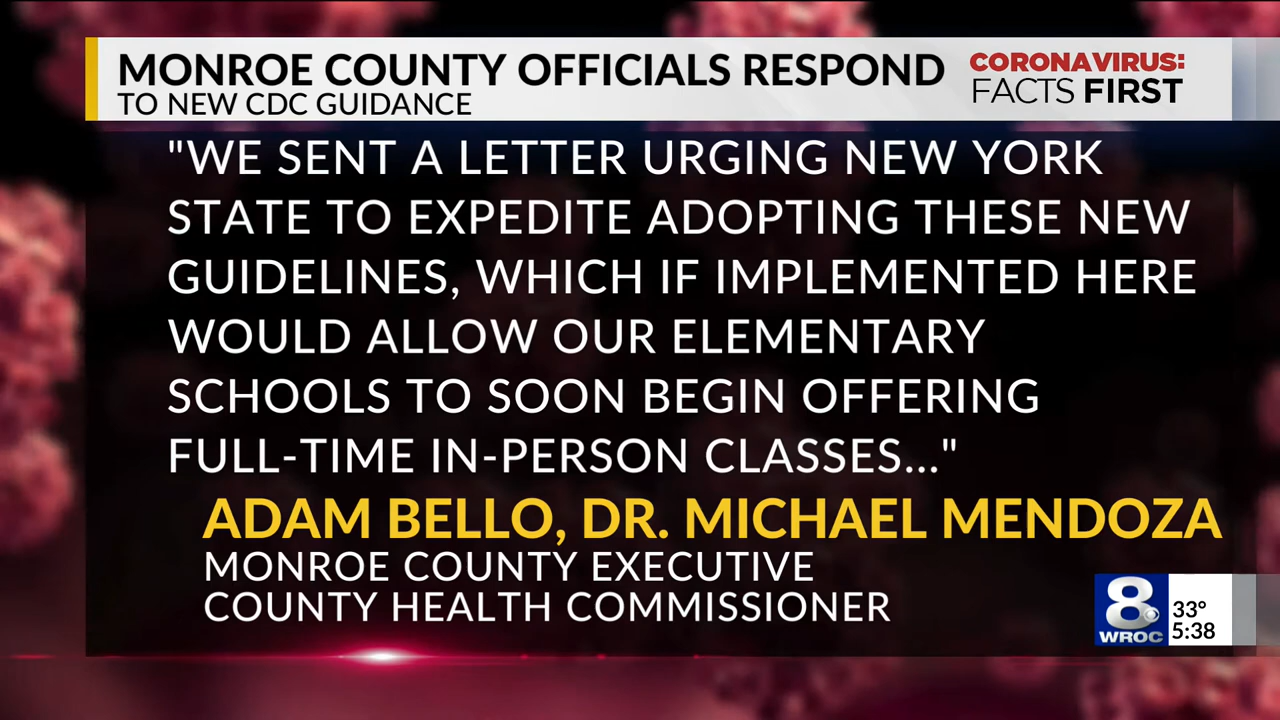 MONROE COUNTY OFFICIALS RESPOND
TO NEW CDC GUIDANCE
CORONAVIRUS:
FACTS FIRST
"WE SENT A LETTER URGING NEW YORK
STATE TO EXPEDITE ADOPTING THESE NEW
GUIDELINES, WHICH IF IMPLEMENTED HERE
WOULD ALLOW OUR ELEMENTARY
SCHOOLS TO SOON BEGIN OFFERING
FULL-TIME IN-PERSON CLASSES..."
ADAM BELLO, DR. MICHAEL MENDOZA
MONROE COUNTY EXECUTIVE
COUNTY HEALTH COMMISSIONER
8
WROC
33°
5:38